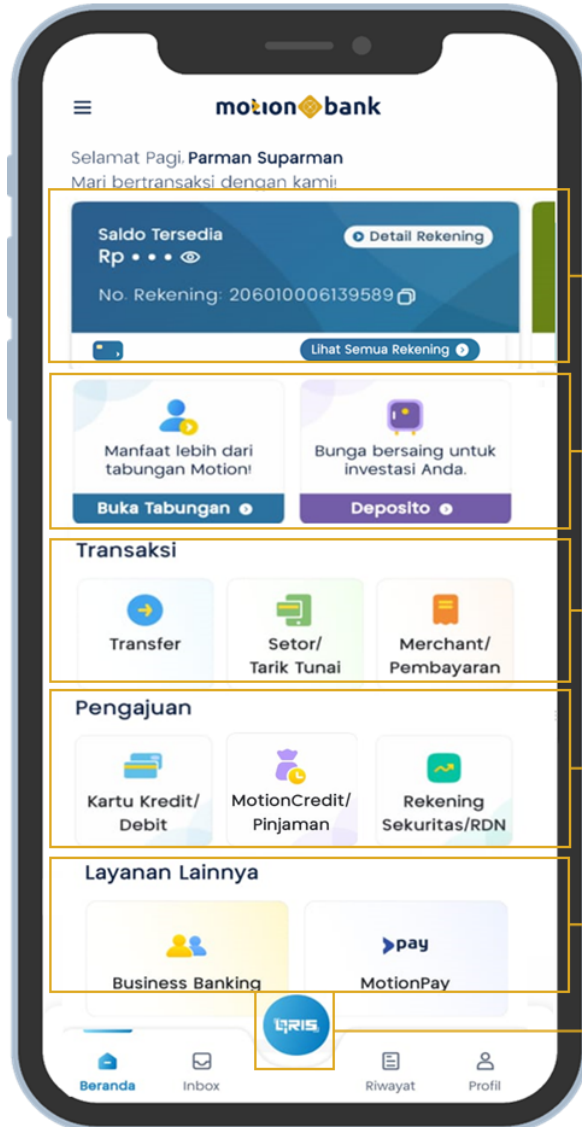 motion bank
Selamat Pagi, Parman Suparman
Mari bertransaksi dengan kami!
Saldo Tersedia
Detail Rekening
Rp • • •
No. Rekening: 206010006139589
Lihat Semua Rekening
Manfaat lebih dari
tabungan Motion!
Buka Tabungan
Bunga bersaing untuk
investasi Anda.
Deposito
Transaksi
Transfer
Setor/
Tarik Tunai
Merchant/
Pembayaran
Pengajuan
Kartu Kredit/
Debit
MotionCredit/
Pinjaman
Rekening
Sekuritas/RDN
Layanan Lainnya
Business Banking
pay
MotionPay
QRIS
Beranda
Inbox
Riwayat
Profil